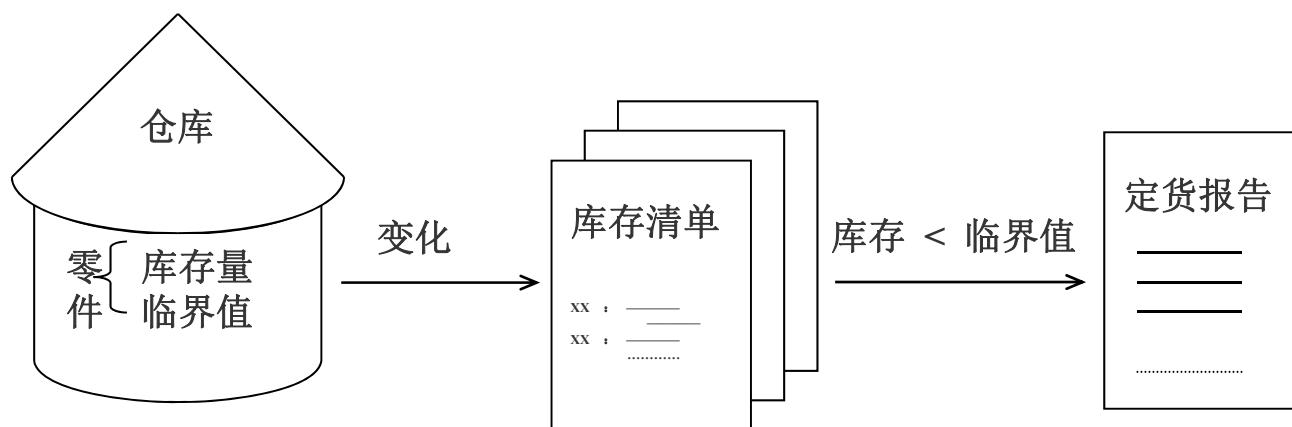 仓库
零件
库存量
临界值
变化
库存清单
XX :
XX :
库存 < 临界值
定货报告